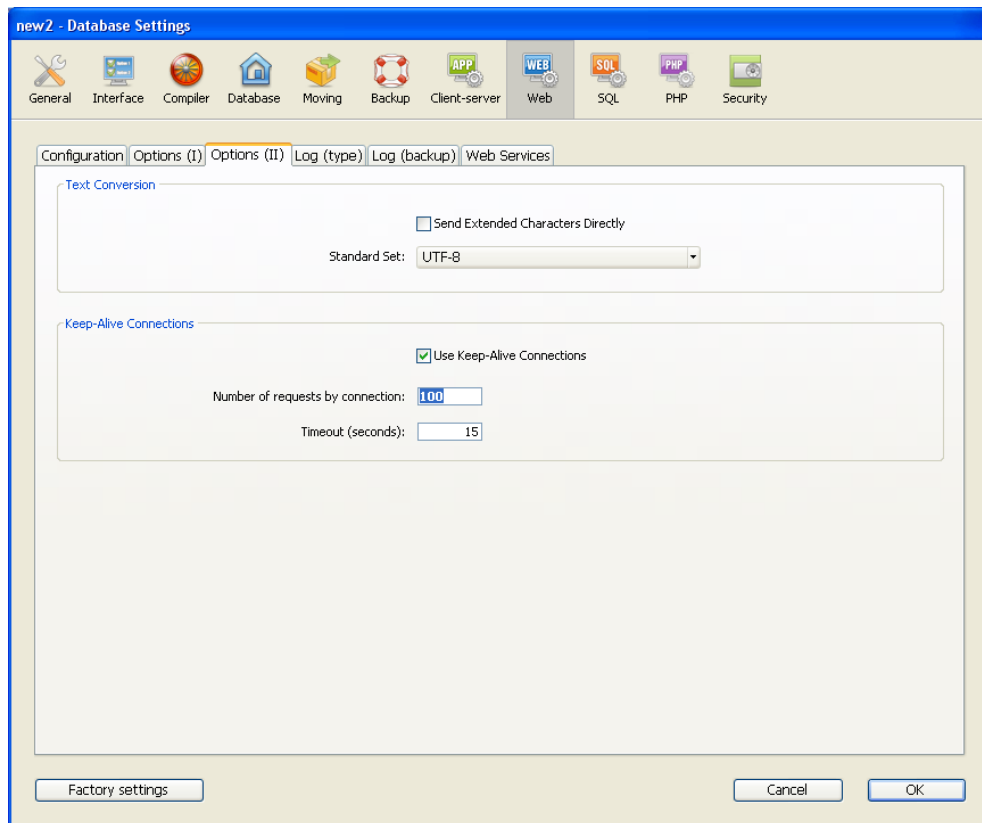 new2 - Database Settings
APP WEB SQL PHP
General Interface Compiler Database Moving Backup Client-server Web SQL PHP Security
Configuration Options (I) Options (II) Log (type) Log (backup) Web Services
Text Conversion
Send Extended Characters Directly
Standard Set: UTF-8
Keep-Alive Connections
Use Keep-Alive Connections
Number of requests by connection: 100
Timeout (seconds): 15
Factory settings Cancel OK